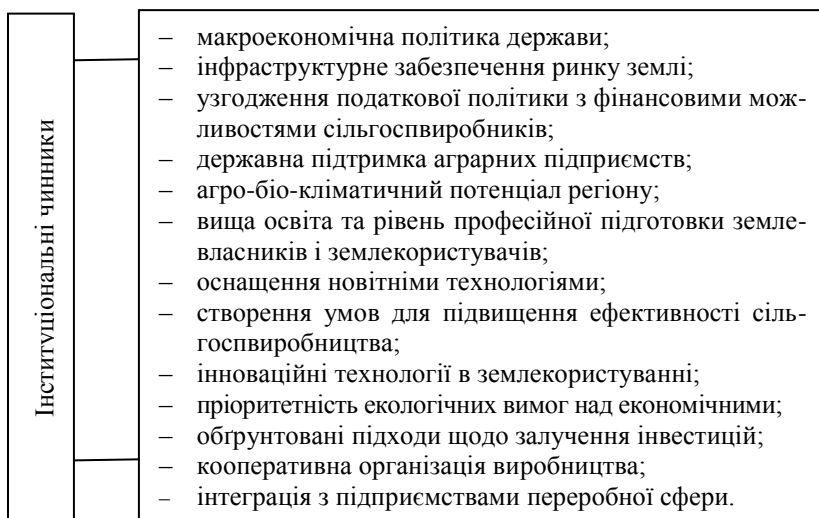 Інституціональні чинники
– макроекономічна політика держави;
– інфраструктурне забезпечення ринку землі;
– узгодження податкової політики з фінансовими мож-
ливостями сільгоспвиробників;
– державна підтримка аграрних підприємств;
– агро-біо-кліматичний потенціал регіону;
– вища освіта та рівень професійної підготовки земле-
власників і землекористувачів;
– оснащення новітніми технологіями;
– створення умов для підвищення ефективності сіль-
госпвиробництва;
– інноваційні технології в землекористуванні;
– пріоритетність екологічних вимог над економічними;
– обґрунтовані підходи щодо залучення інвестицій;
– кооперативна організація виробництва;
– інтеграція з підприємствами переробної сфери.